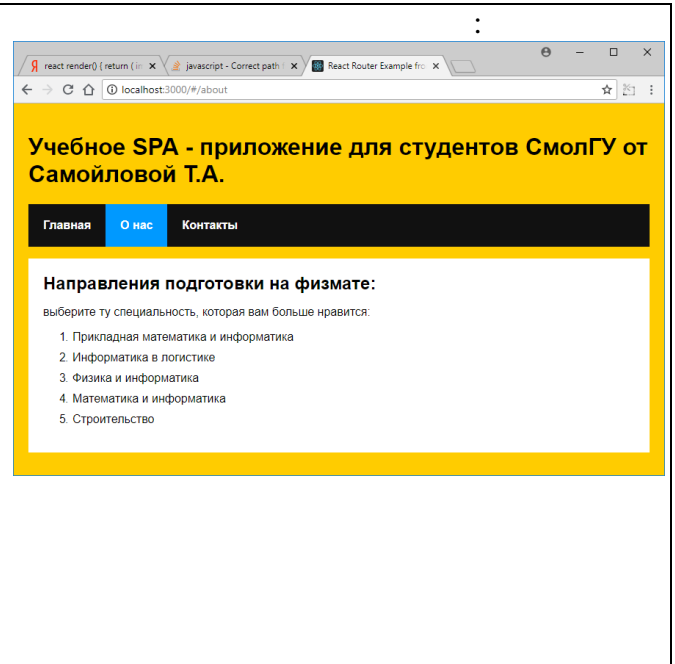 :
react render() { return ( in
javascript - Correct path f
React Router Example fro
localhost:3000/#/about
Учебное SPA - приложение для студентов СмолГУ от
Самойловой Т.А.
Главная О нас Контакты
Направления подготовки на физмате:
выберите ту специальность, которая вам больше нравится:
1. Прикладная математика и информатика
2. Информатика в логистике
3. Физика и информатика
4. Математика и информатика
5. Строительство